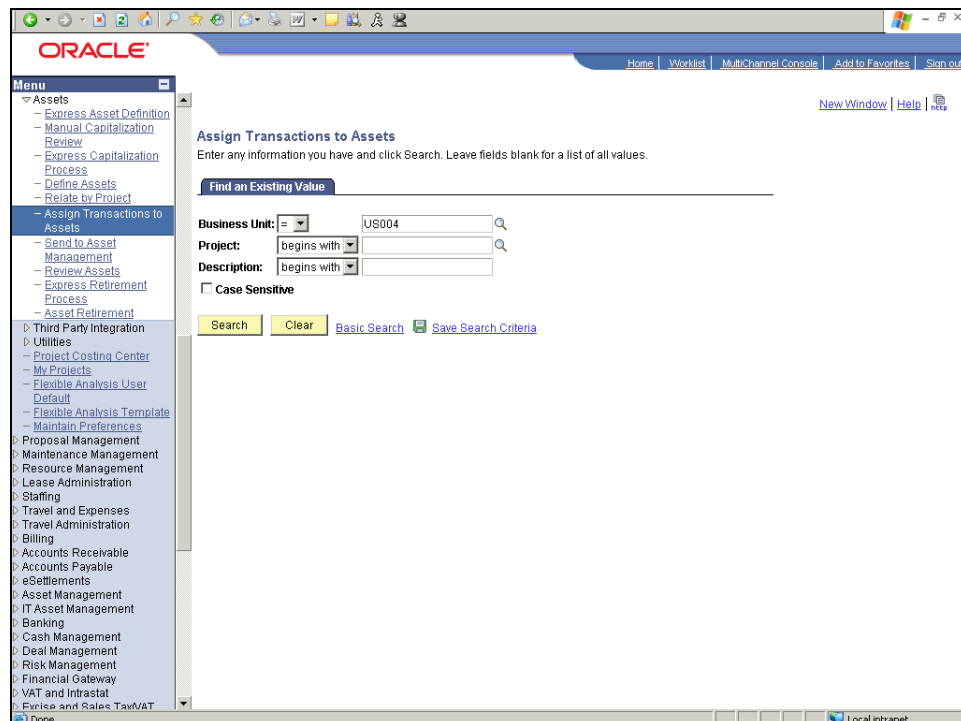 ORACLE'
Home | Worklist | MultiChannel Console | Add to Favorites | Sign out
Menu
Assets
Express Asset Definition
Manual Capitalization
Review
Express Capitalization
Process
Define Assets
Relate by Project
Assign Transactions to
Assets
Send to Asset
Management
Review Assets
Express Retirement
Process
Asset Retirement
Third Party Integration
Utilities
Project Costing Center
My Projects
Flexible Analysis User
Default
Flexible Analysis Template
Maintain Preferences
Proposal Management
Maintenance Management
Resource Management
Lease Administration
Staffing
Travel and Expenses
Travel Administration
Billing
Accounts Receivable
Accounts Payable
eSettlements
Asset Management
IT Asset Management
Banking
Cash Management
Deal Management
Risk Management
Financial Gateway
VAT and Intrastat
Excise and Sales Tax/VAT
New Window | Help | http
Assign Transactions to Assets
Enter any information you have and click Search. Leave fields blank for a list of all values.
Find an Existing Value
Business Unit: = US004
Project: begins with
Description: begins with
Case Sensitive
Search Clear Basic Search Save Search Criteria
Done Local intranet